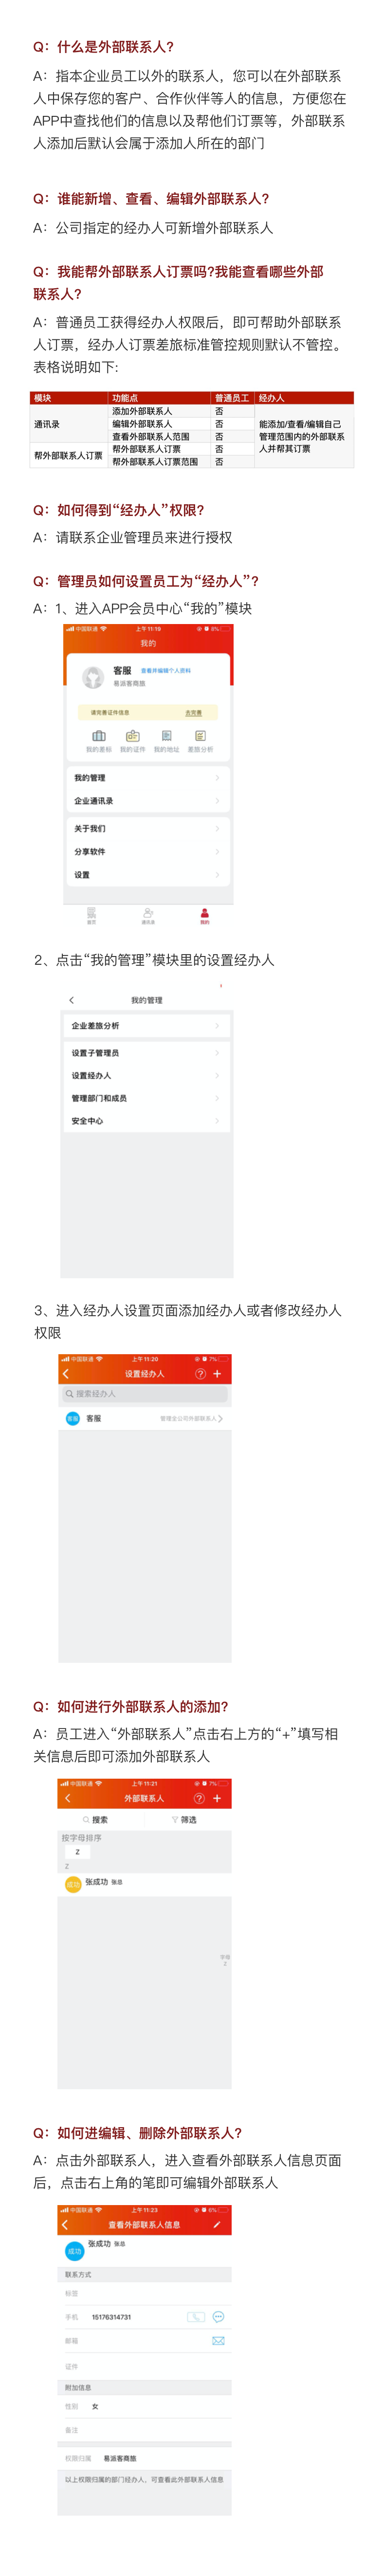 Q：什么是外部联系人?
A：指本企业员工以外的联系人，您可以在外部联系
人中保存您的客户、合作伙伴等人的信息，方便您在
APP中查找他们的信息以及帮他们订票等，外部联系
人添加后默认会属于添加人所在的部门
Q：谁能新增、查看、编辑外部联系人?
A：公司指定的经办人可新增外部联系人
Q：我能帮外部联系人订票吗?我能查看哪些外部
联系人?
A：普通员工获得经办人权限后，即可帮助外部联系
人订票，经办人订票差旅标准管控规则默认不管控。
表格说明如下:
模块 功能点 普通员工 经办人
通讯录
添加外部联系人 否
编辑外部联系人 否
查看外部联系人范围 否
帮外部联系人订票
帮外部联系人订票 否
帮外部联系人订票范围 否
能添加/查看/编辑自己
管理范围内的外部联系
人并帮其订票
Q：如何得到“经办人”权限?
A：请联系企业管理员来进行授权
Q：管理员如何设置员工为“经办人”?
A：1、进入APP会员中心“我的”模块
中国联通 上午11:19 8%
我的
客服 查看并编辑个人资料
易派客商旅
请完善证件信息 去完善
我的差标 我的证件 我的地址 差旅分析
我的管理
企业通讯录
关于我们
分享软件
设置
首页 通讯录 我的
2、点击“我的管理”模块里的设置经办人
我的管理
企业差旅分析
设置子管理员
设置经办人
管理部门和成员
安全中心
3、进入经办人设置页面添加经办人或者修改经办人
权限
中国联通 上午11:20 7%
设置经办人 ? +
搜索经办人
客服 客服 管理全公司外部联系人
Q：如何进行外部联系人的添加?
A：员工进入“外部联系人”点击右上方的“+”填写相
关信息后即可添加外部联系人
中国联通 上午11:21 7%
外部联系人 ? +
搜索 筛选
按字母排序
Z
Z
成功 张成功 张总
字母
Z
Q：如何进编辑、删除外部联系人?
A：点击外部联系人，进入查看外部联系人信息页面
后，点击右上角的笔即可编辑外部联系人
中国联通 上午11:23 6%
查看外部联系人信息
成功 张成功 张总
联系方式
标签
手机 15176314731
邮箱
证件
附加信息
性别 女
备注
权限归属 易派客商旅
以上权限归属的部门经办人，可查看此外部联系人信息